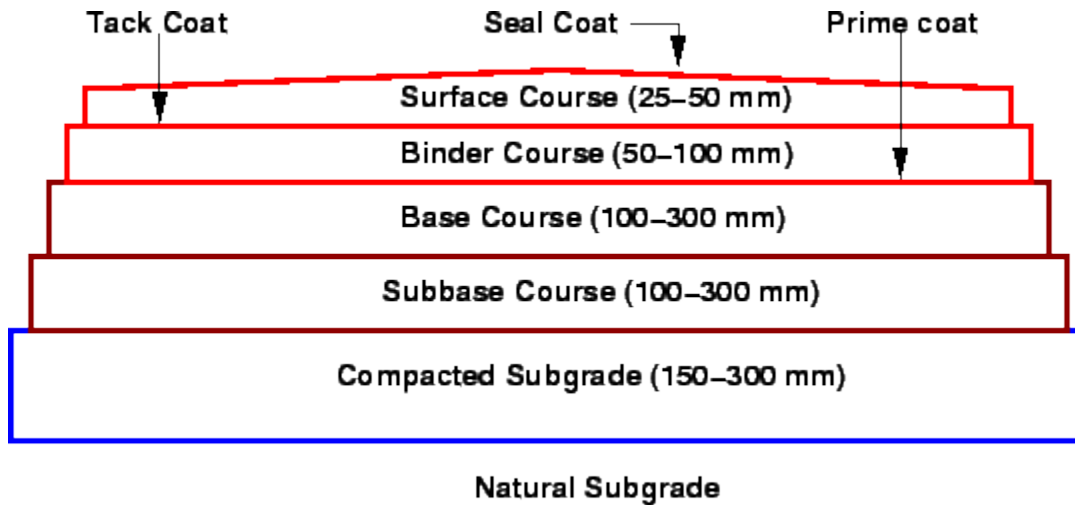 Tack Coat
Seal Coat
Prime coat
Surface Course (25–50 mm)
Binder Course (50–100 mm)
Base Course (100–300 mm)
Subbase Course (100–300 mm)
Compacted Subgrade (150–300 mm)
Natural Subgrade